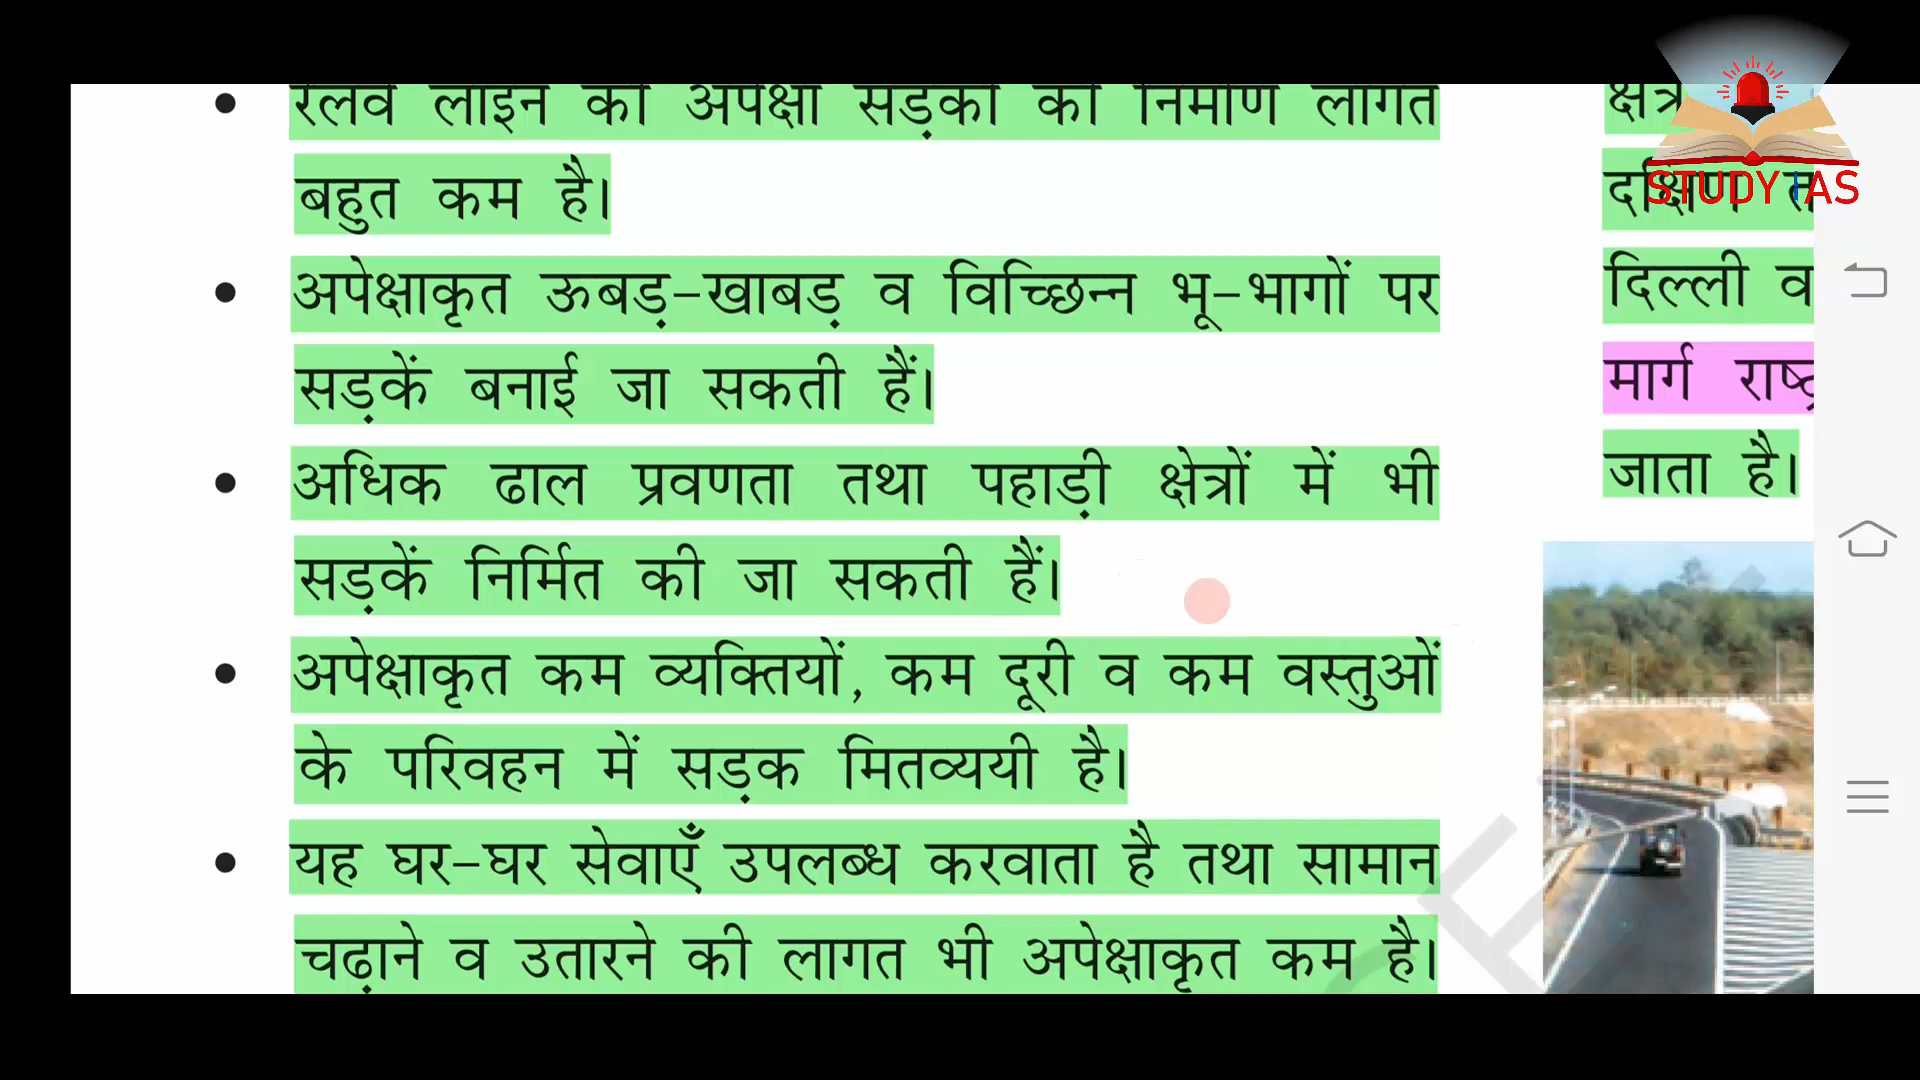 रेलवे लाइन की अपेक्षा सड़कों की निर्माण लागत
बहुत कम है।
अपेक्षाकृत ऊबड़-खाबड़ व विच्छिन्न भू-भागों पर
सड़कें बनाई जा सकती हैं।
अधिक ढाल प्रवणता तथा पहाड़ी क्षेत्रों में भी
सड़कें निर्मित की जा सकती हैं।
अपेक्षाकृत कम व्यक्तियों, कम दूरी व कम वस्तुओं
के परिवहन में सड़क मितव्ययी है।
यह घर-घर सेवाएँ उपलब्ध करवाता है तथा सामान
चढ़ाने व उतारने की लागत भी अपेक्षाकृत कम है।
दक्षिण
दिल्ली व
मार्ग
जाता है।
STUDY IAS